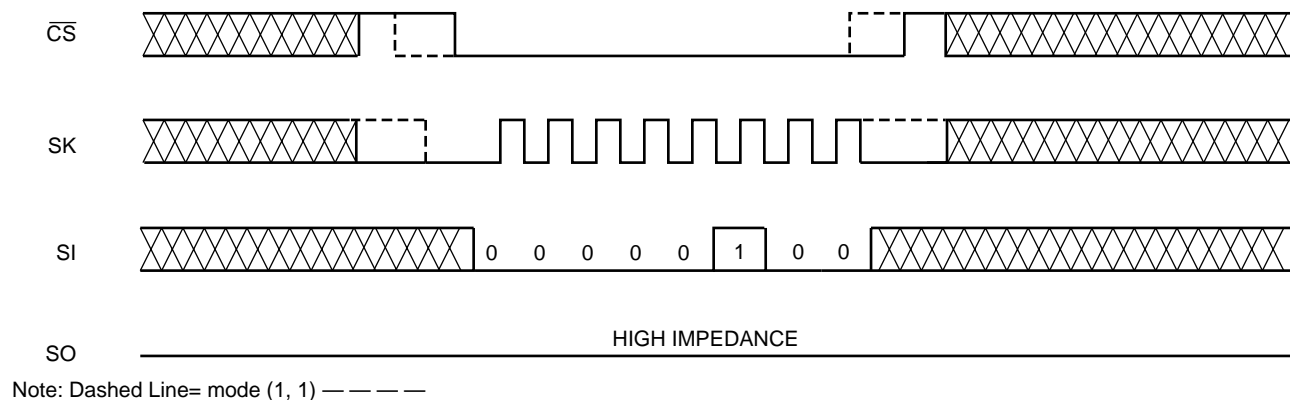 CS
SK
SI 0 0 0 0 0 1 0 0
HIGH IMPEDANCE
SO
Note: Dashed Line= mode (1, 1) — — — —